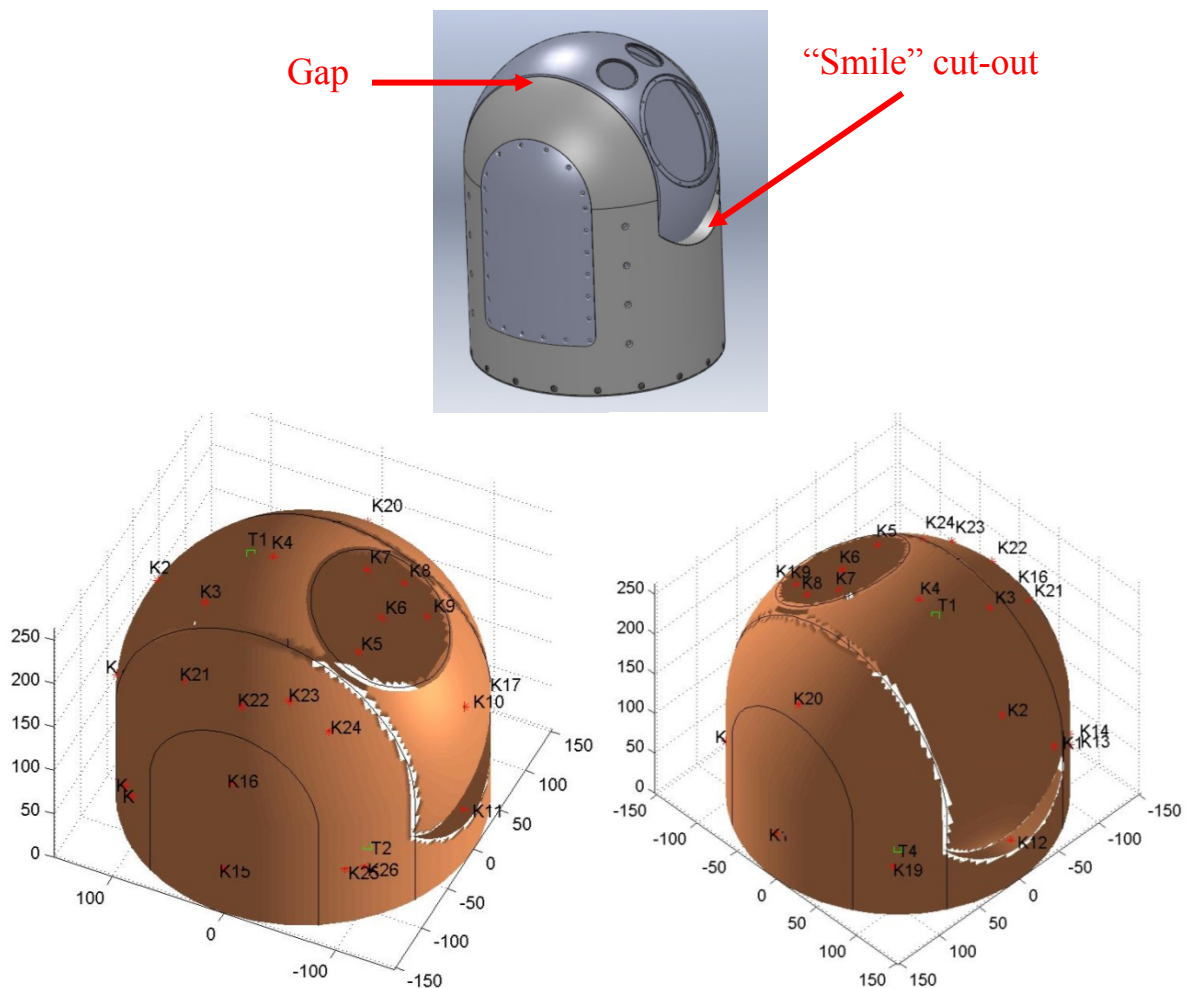 Gap
“Smile” cut-out
K20
T1
K4
K2
K7
K8
K3
K9
K6
K5
250
K
K21
K17
K10
200
K22
K23
K24
150
150
K16
100
100
K11
50
K
K
50
T2
0
0
K15
K25
K26
-50
100
-100
0
-100
-150
K24
K23
K5
K22
K6
K9
K8
K7
K16
250
K4
K3
K21
T1
200
K20
K2
150
K14
K
K13
100
50
0
-150
-150
-100
K12
-100
-50
T4
-50
0
K19
0
50
50
100
100
150
150